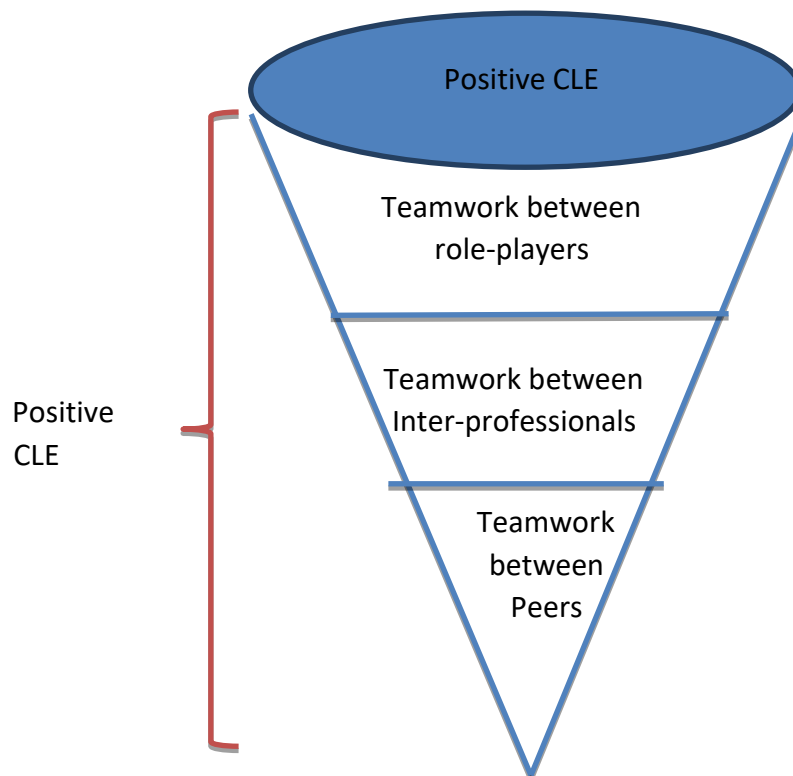 Positive CLE
Teamwork between
role-players
Teamwork between
Inter-professionals
Positive
CLE
Teamwork
between
Peers